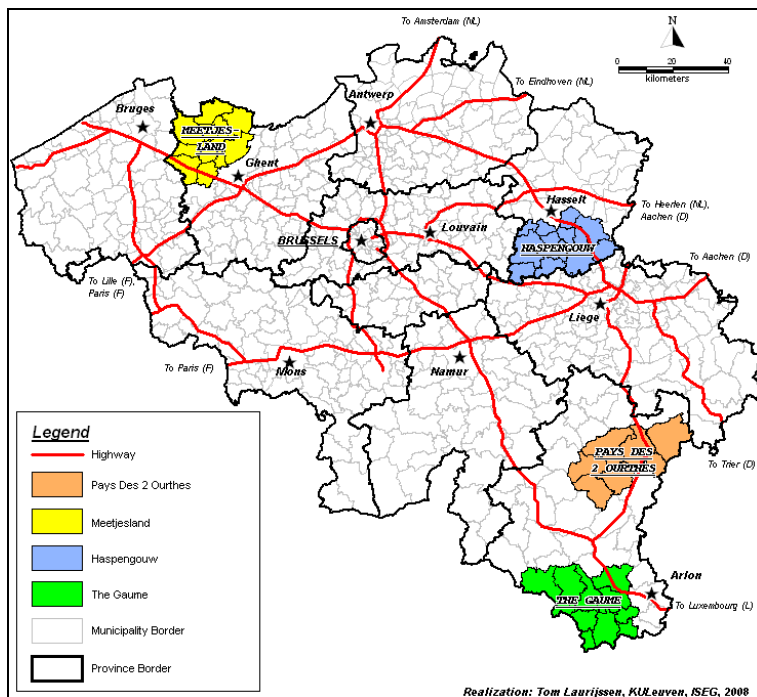 To Amsterdam (NL)
N
To Eindhoven (NL)
0 20 40
kilometers
Antwerp
Bruges
MEETJES-
LAND
Ghent
Hasselt
To Heerlen (NL),
Aachen (D)
Louvain
BRUSSELS
HASPENGOUW
To Aachen (D)
To Lille (F),
Paris (F)
Liege
To Paris (F)
Mons
Namur
Legend
Highway
Pays Des 2 Ourthes
Meetjesland
Haspengouw
The Gaume
Municipality Border
Province Border
PAYS DES
2 OURTHES
To Trier (D)
Arlon
THE GAUME
To Luxembourg (L)
Realization: Tom Laurijssen, KULeuven, ISEG, 2008